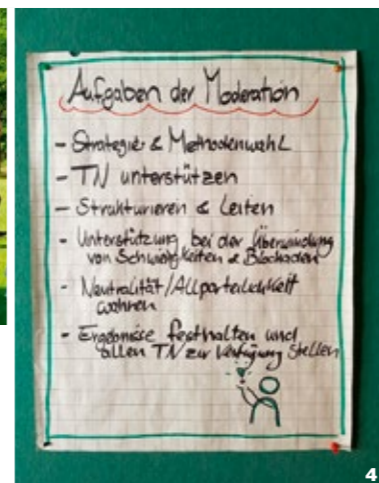 Aufgaben der Moderation
- Strategie & Methodenwahl
- TN unterstützen
- Strukturieren & Leiten
- Unterstützung bei der Überwindung
von Schwierigkeiten & Blockaden
- Neutralität/Allparteilichkeit
wahren
- Ergebnisse festhalten und
allen TN zur Verfügung stellen
4